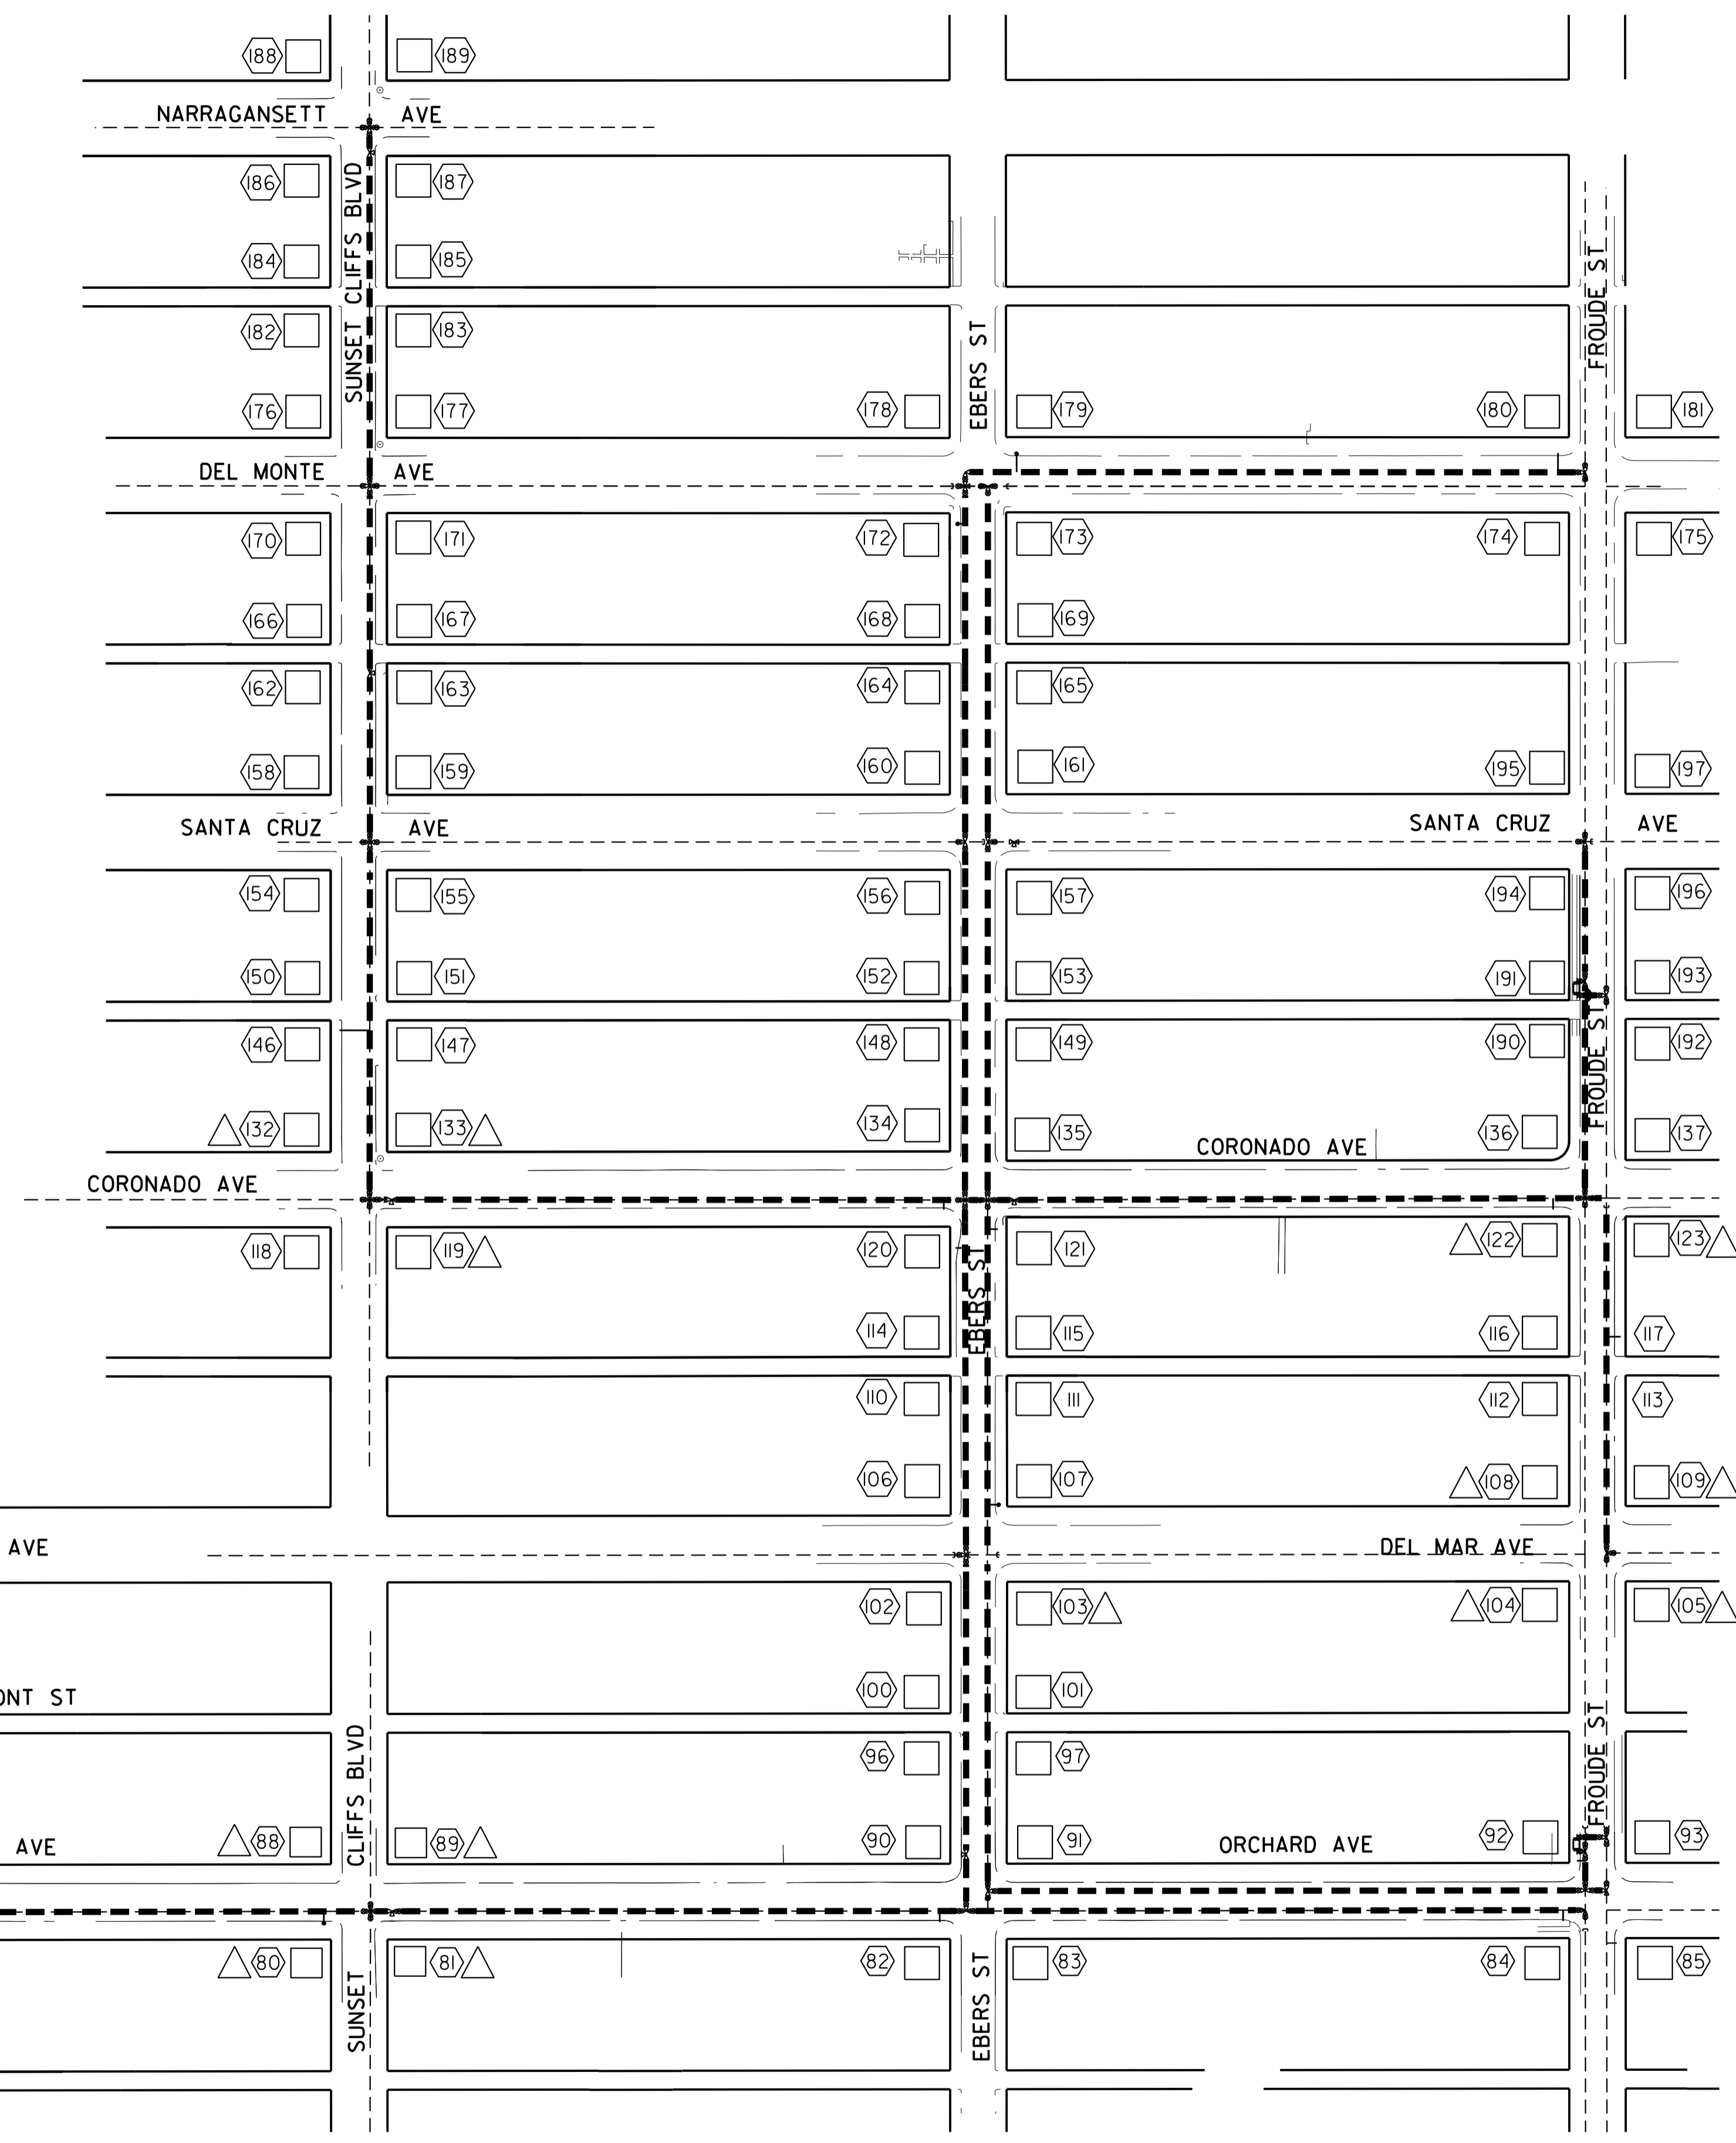 188 189
NARRAGANSETT AVE
186 187
SUNSET CLIFFS BLVD
184 185
FROUDE ST
182 183
EBERS ST
176 177 178 179 180 181
DEL MONTE AVE
170 171 172 173 174 175
166 167 168 169
162 163 164 165
158 159 160 161 195 197
SANTA CRUZ AVE SANTA CRUZ AVE
154 155 156 157 194 196
150 151 152 153 191 193
146 147 148 149 190 192
FROUDE ST
132 133 134 135 136 137
CORONADO AVE
CORONADO AVE
118 119 120 121 122 123
EBERS ST
114 115 116 117
110 111 112 113
106 107 108 109
AVE DEL MAR AVE
102 103 104 105
100 101
ONT ST
96 97
CLIFFS BLVD
FROUDE ST
88 89 90 91 92 93
AVE ORCHARD AVE
80 81 82 83 84 85
SUNSET
EBERS ST